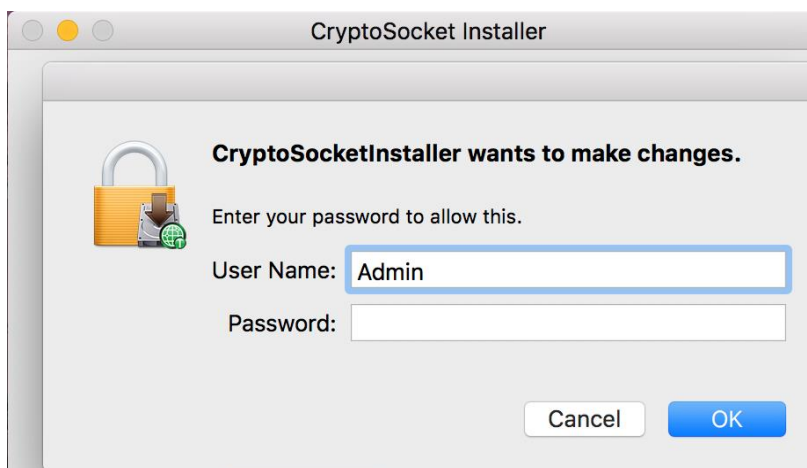 CryptoSocket Installer
CryptoSocketInstaller wants to make changes.
Enter your password to allow this.
User Name: Admin
Password:
Cancel OK